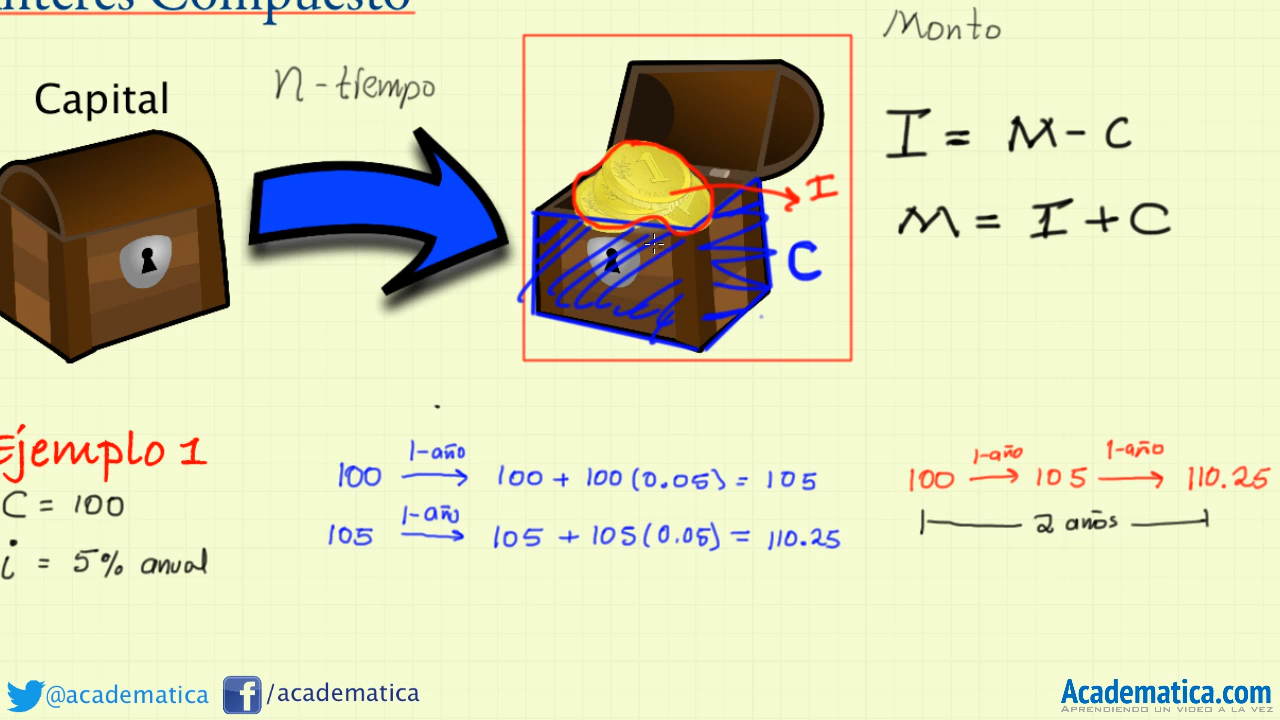 Interés Compuesto
Capital
n - tiempo
Monto
I = M - C
M = I + C
I
C
Ejemplo 1
C = 100
i = 5% anual
100 1-año 100 + 100 (0.05) = 105
105 1-año 105 + 105 (0.05) = 110.25
100 1-año 105 1-año 110.25
2 años
@academatica
f /academatica
Academatica.com
APRENDIENDO UN VIDEO A LA VEZ